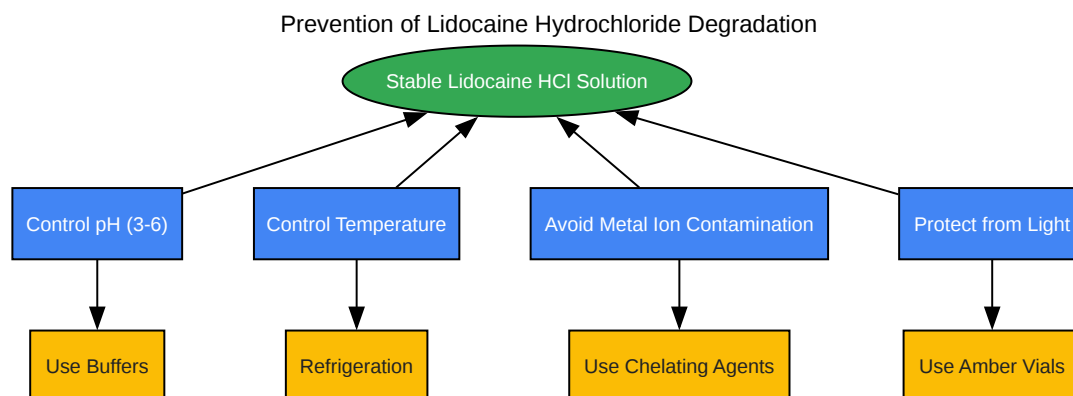 Prevention of Lidocaine Hydrochloride Degradation
Stable Lidocaine HCl Solution
Control pH (3-6)
Control Temperature
Avoid Metal Ion Contamination
Protect from Light
Use Buffers
Refrigeration
Use Chelating Agents
Use Amber Vials